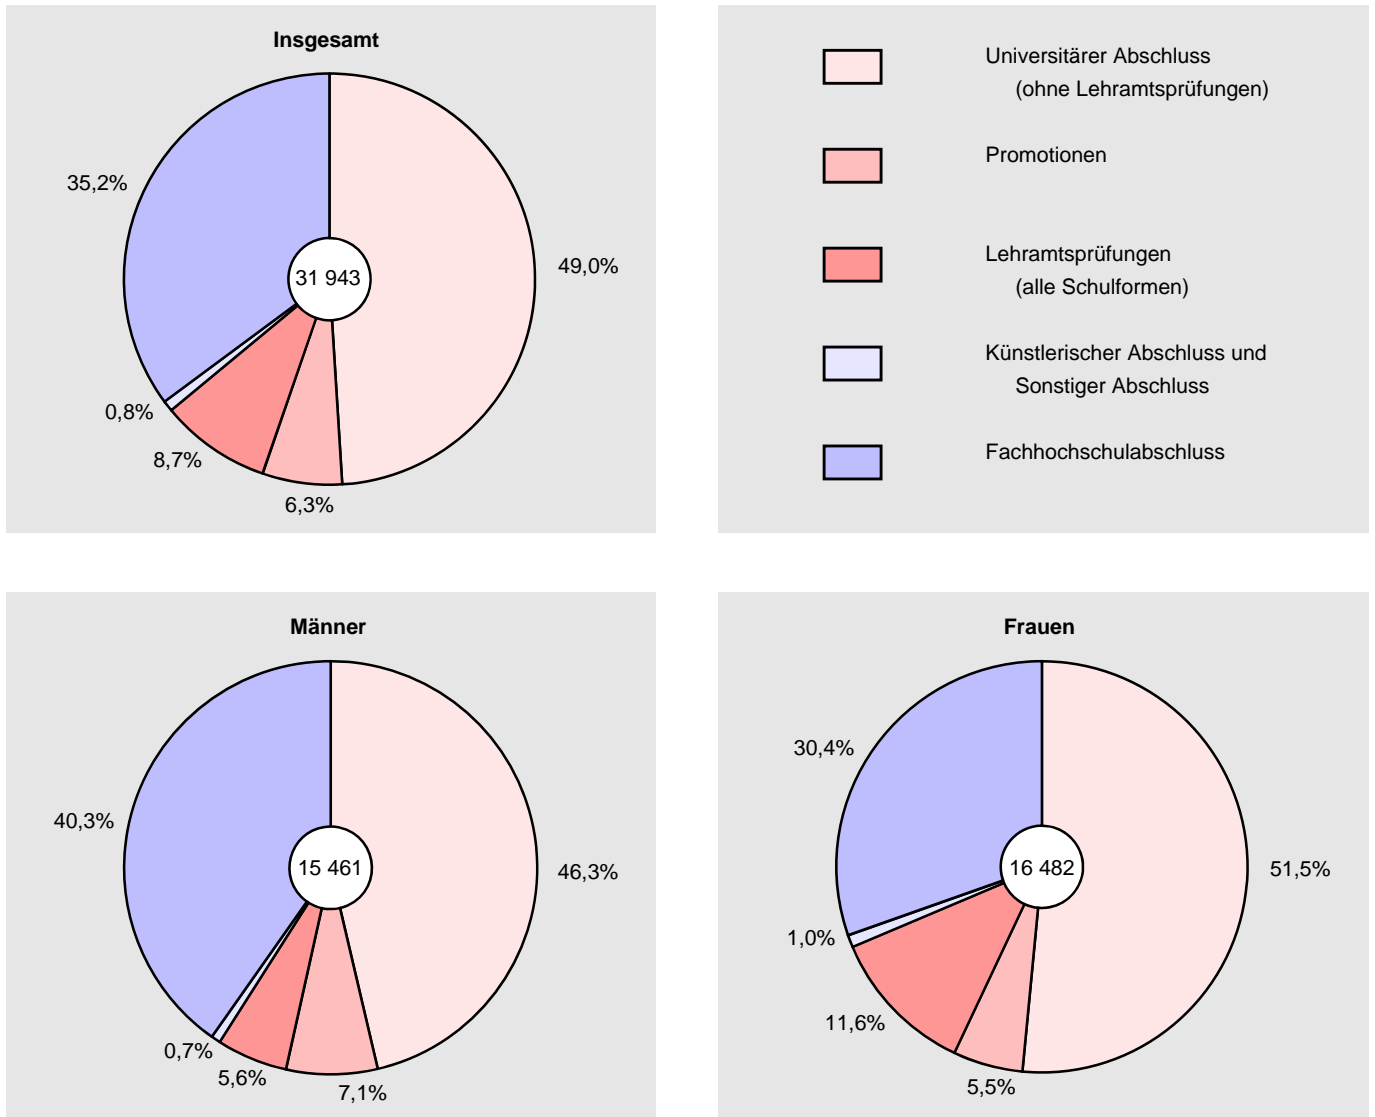 Insgesamt
35,2%
31 943
49,0%
0,8%
8,7%
6,3%
Universitärer Abschluss
(ohne Lehramtsprüfungen)
Promotionen
Lehramtsprüfungen
(alle Schulformen)
Künstlerischer Abschluss und
Sonstiger Abschluss
Fachhochschulabschluss
Männer
40,3%
15 461
46,3%
0,7%
5,6%
7,1%
Frauen
30,4%
16 482
51,5%
1,0%
11,6%
5,5%